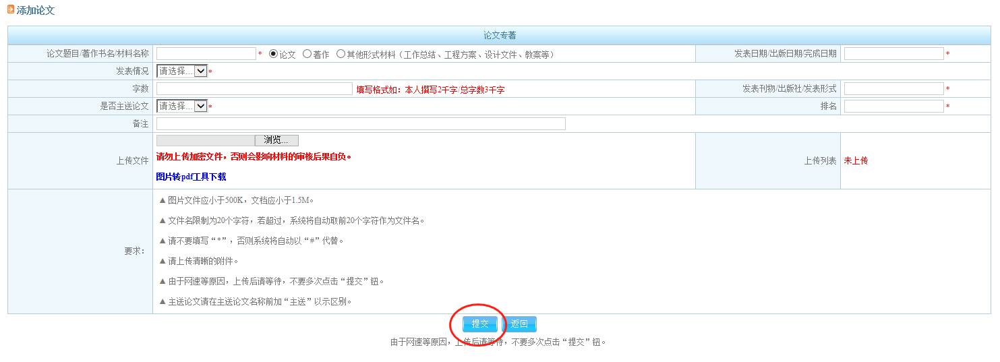 添加论文
论文专著
论文题目/著作书名/材料名称 * 论文 著作 其他形式材料（工作总结、工程方案、设计文件、教案等） 发表日期/出版日期/完成日期 *
发表情况 请选择... *
字数 填写格式如：本人撰写2千字/总字数3千字 发表刊物/出版社/发表形式 *
是否主送论文 请选择... * 排名 *
备注
浏览...
请勿上传加密文件，否则会影响材料的审核后果自负。
上传文件 上传列表 未上传
图片转pdf工具下载
▲ 图片文件应小于500K，文档应小于1.5M。
▲ 文件名限制为20个字符，若超过，系统将自动取前20个字符作为文件名。
▲ 请不要填写“*”，否则系统将自动以“#”代替。
要求：
▲ 请上传清晰的附件。
▲ 由于网速等原因，上传后请等待，不要多次点击“提交”钮。
▲ 主送论文请在主送论文名称前加“主送”以示区别。
提交 返回
由于网速等原因，上传后请等待，不要多次点击“提交”钮。